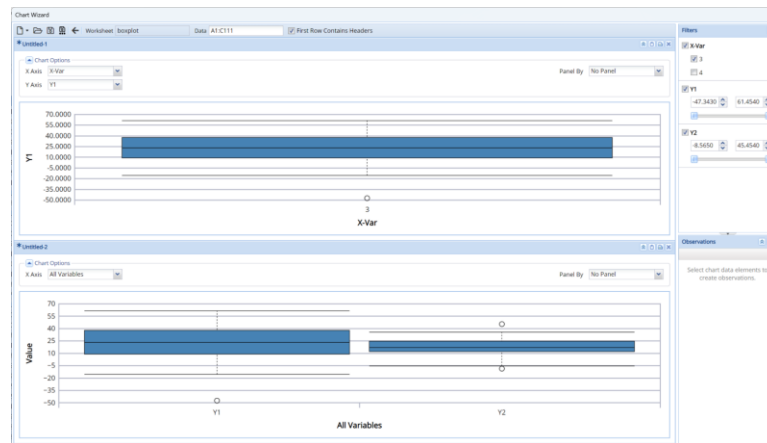 Chart Wizard
Worksheet boxplot Data A1:C111 First Row Contains Headers
*Untitled-1
Chart Options
X Axis X-Var Panel By No Panel
Y Axis Y1
70.0000
55.0000
40.0000
25.0000
10.0000
-5.0000
-20.0000
-35.0000
-50.0000
Y1
3
X-Var
*Untitled-2
Chart Options
X Axis All Variables Panel By No Panel
70
55
40
25
10
-5
-20
-35
-50
Value
Y1 Y2
All Variables
Filters
X-Var
3
4
Y1
-47.3430 61.4540
Y2
-8.5650 45.4540
Observations
Select chart data elements to
create observations.